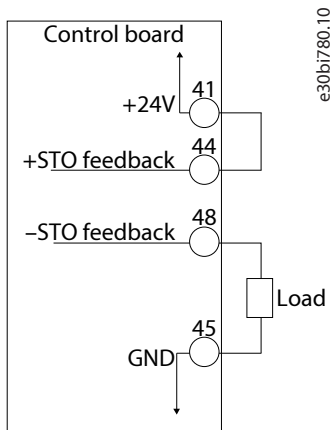 Control board
e30bi780.10
41
+24V
44
+STO feedback
48
–STO feedback
Load
45
GND